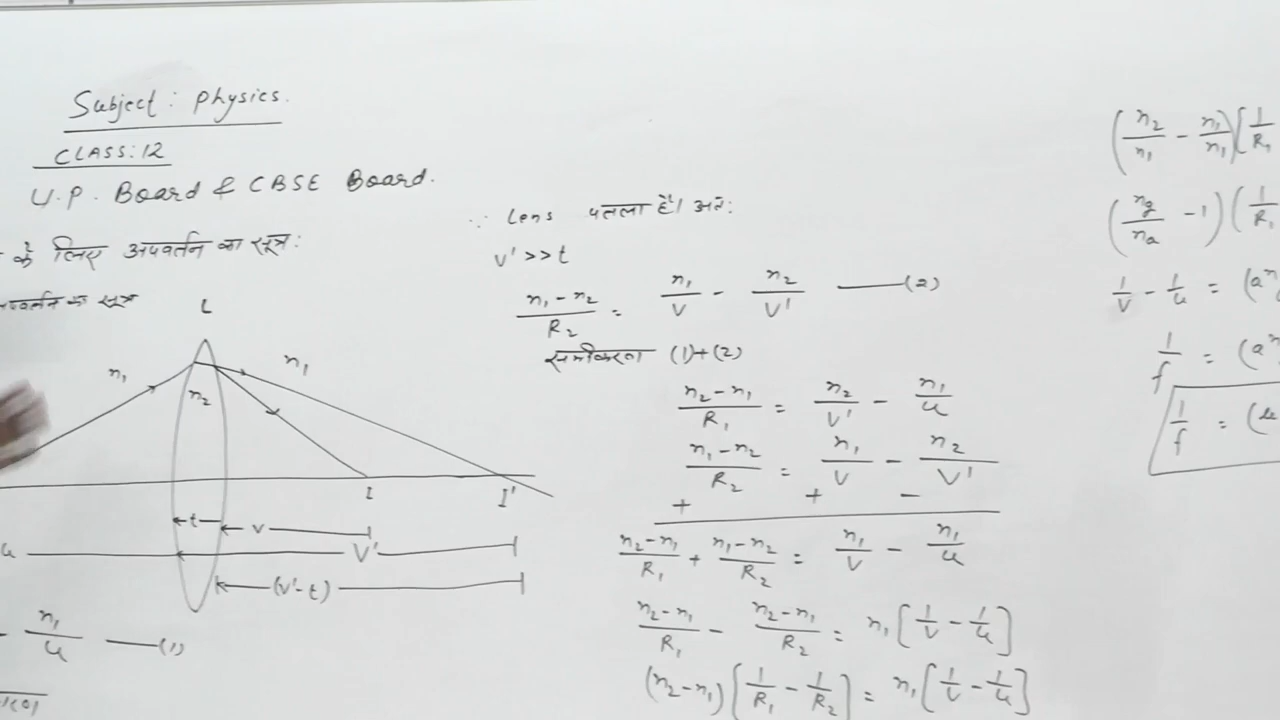 Subject: Physics.
CLASS: 12
U.P. Board & CBSE Board.
के लिए अपवर्तन का सूत्र:
अपवर्तन का सूत्र
L
n₁
n₁
n₂
I
I'
t
v
u
V'
(v'-t)
n₁/u —(1)
∵ Lens पतला है। अतः
v' >> t
(n₁-n₂)/R₂ = n₁/v - n₂/v' —(2)
समीकरण (1)+(2)
(n₂-n₁)/R₁ = n₂/v' - n₁/u
(n₁-n₂)/R₂ = n₁/v - n₂/v'
+ + -
(n₂-n₁)/R₁ + (n₁-n₂)/R₂ = n₁/v - n₁/u
(n₂-n₁)/R₁ - (n₂-n₁)/R₂ = n₁[1/v - 1/u]
(n₂-n₁)[1/R₁ - 1/R₂] = n₁[1/v - 1/u]
(n₂/n₁ - n₁/n₁)[1/R₁
(ng/na - 1)(1/R₁
1/v - 1/u = (aⁿ
1/f = (aⁿ
1/f = (